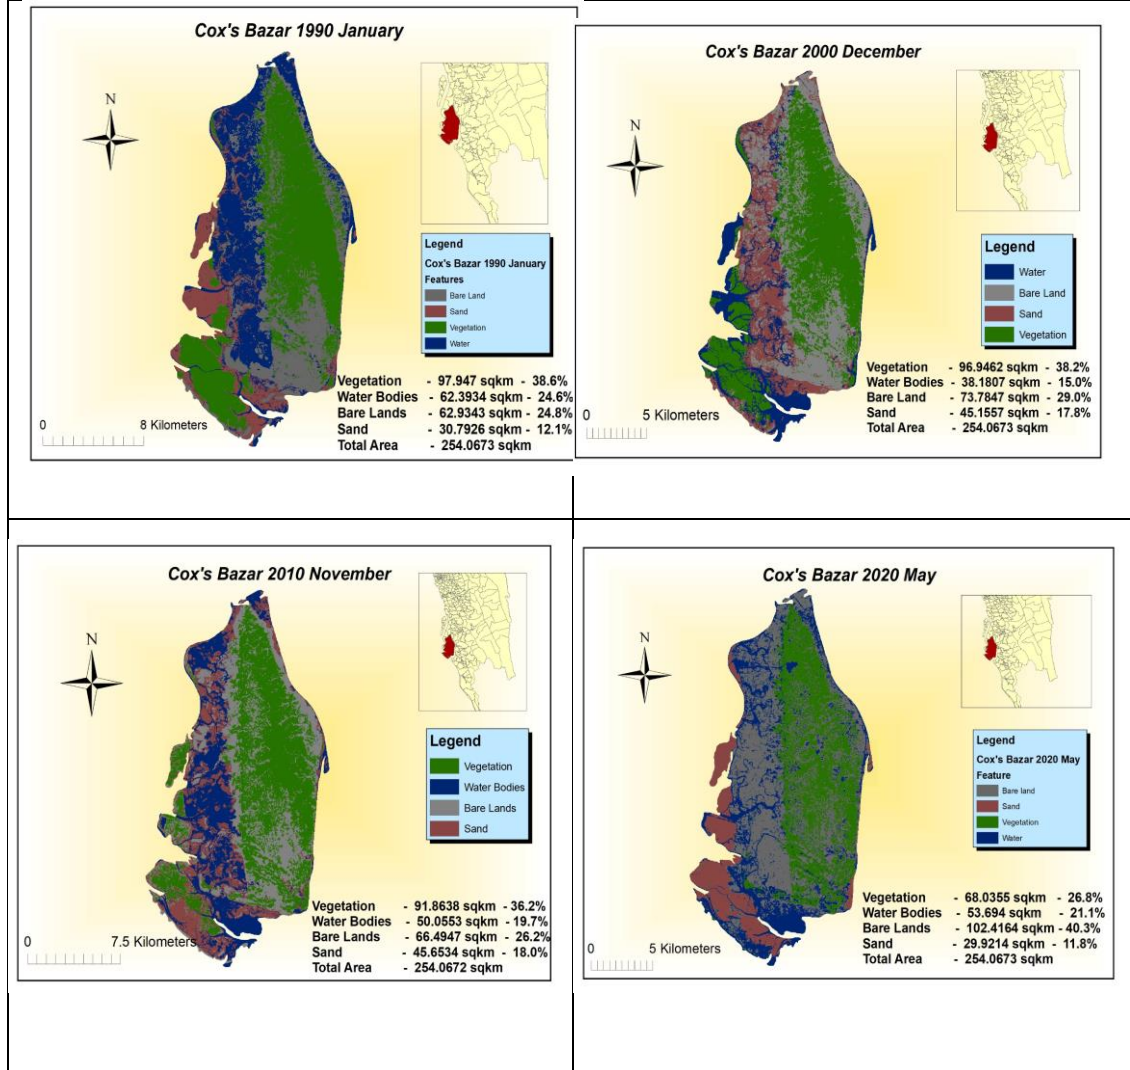 Cox's Bazar 1990 January
N
Legend
Cox's Bazar 1990 January
Features
Bare Land
Sand
Vegetation
Water
Vegetation - 97.947 sqkm - 38.6%
Water Bodies - 62.3934 sqkm - 24.6%
Bare Lands - 62.9343 sqkm - 24.8%
Sand - 30.7926 sqkm - 12.1%
Total Area - 254.0673 sqkm
0 8 Kilometers
Cox's Bazar 2000 December
N
Legend
Water
Bare Land
Sand
Vegetation
Vegetation - 96.9462 sqkm - 38.2%
Water Bodies - 38.1807 sqkm - 15.0%
Bare Land - 73.7847 sqkm - 29.0%
Sand - 45.1557 sqkm - 17.8%
Total Area - 254.0673 sqkm
0 5 Kilometers
Cox's Bazar 2010 November
N
Legend
Vegetation
Water Bodies
Bare Lands
Sand
Vegetation - 91.8638 sqkm - 36.2%
Water Bodies - 50.0553 sqkm - 19.7%
Bare Lands - 66.4947 sqkm - 26.2%
Sand - 45.6534 sqkm - 18.0%
Total Area - 254.0672 sqkm
0 7.5 Kilometers
Cox's Bazar 2020 May
N
Legend
Cox's Bazar 2020 May
Feature
Bare land
Sand
Vegetation
Water
Vegetation - 68.0355 sqkm - 26.8%
Water Bodies - 53.694 sqkm - 21.1%
Bare Lands - 102.4164 sqkm - 40.3%
Sand - 29.9214 sqkm - 11.8%
Total Area - 254.0673 sqkm
0 5 Kilometers